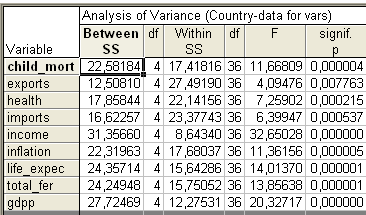 Analysis of Variance (Country-data for vars)
Variable Between SS df Within SS df F signif. p
child_mort 22,58184 4 17,41816 36 11,66809 0,000004
exports 12,50810 4 27,49190 36 4,09476 0,007763
health 17,85844 4 22,14156 36 7,25902 0,000215
imports 16,62257 4 23,37743 36 6,39947 0,000537
income 31,35660 4 8,64340 36 32,65028 0,000000
inflation 22,31963 4 17,68037 36 11,36156 0,000005
life_expec 24,35714 4 15,64286 36 14,01370 0,000001
total_fer 24,24948 4 15,75052 36 13,85638 0,000001
gdpp 27,72469 4 12,27531 36 20,32717 0,000000